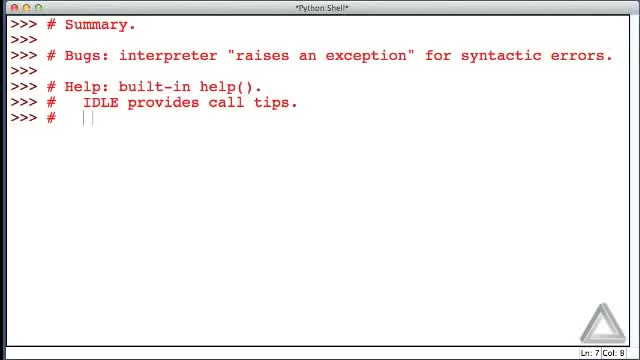 *Python Shell*
>>> # Summary.
>>>
>>> # Bugs: interpreter "raises an exception" for syntactic errors.
>>>
>>> # Help: built-in help().
>>> #   IDLE provides call tips.
>>> #
Ln: 7 Col: 8